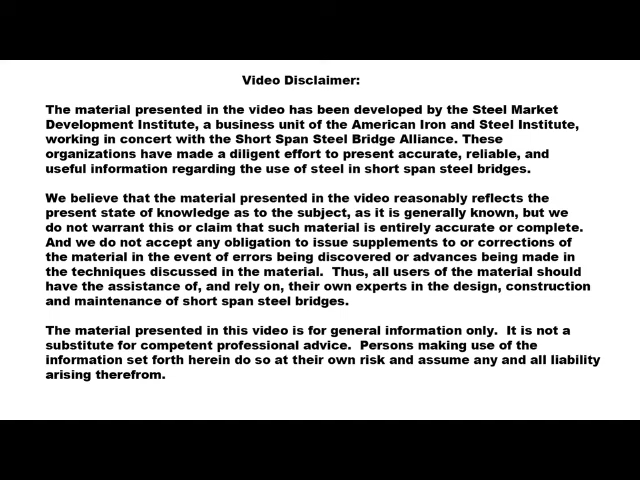 Video Disclaimer:
The material presented in the video has been developed by the Steel Market
Development Institute, a business unit of the American Iron and Steel Institute,
working in concert with the Short Span Steel Bridge Alliance. These
organizations have made a diligent effort to present accurate, reliable, and
useful information regarding the use of steel in short span steel bridges.
We believe that the material presented in the video reasonably reflects the
present state of knowledge as to the subject, as it is generally known, but we
do not warrant this or claim that such material is entirely accurate or complete.
And we do not accept any obligation to issue supplements to or corrections of
the material in the event of errors being discovered or advances being made in
the techniques discussed in the material.  Thus, all users of the material should
have the assistance of, and rely on, their own experts in the design, construction
and maintenance of short span steel bridges.
The material presented in this video is for general information only.  It is not a
substitute for competent professional advice.  Persons making use of the
information set forth herein do so at their own risk and assume any and all liability
arising therefrom.